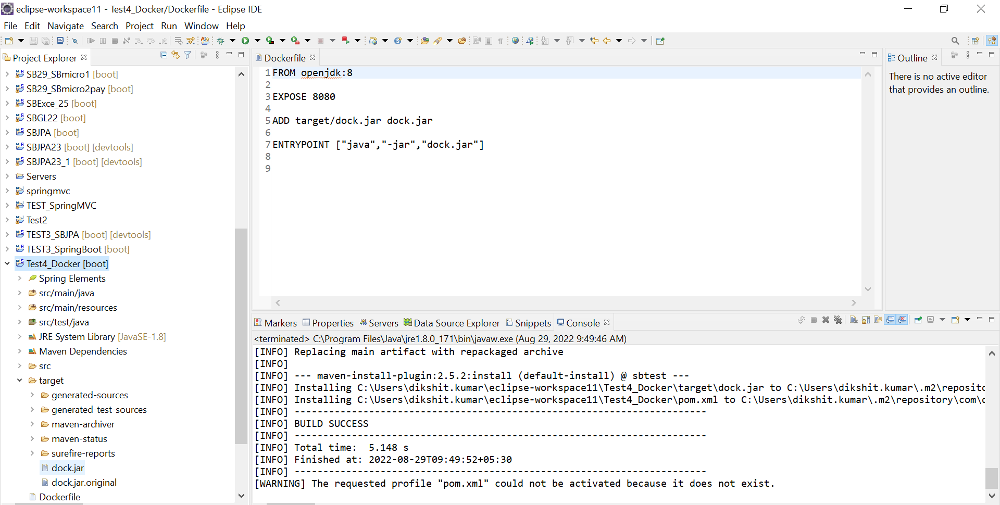 eclipse-workspace11 - Test4_Docker/Dockerfile - Eclipse IDE
File Edit Navigate Search Project Run Window Help
Project Explorer
SB29_SBmicro1 [boot]
SB29_SBmicro2pay [boot]
SBExce_25 [boot]
SBGL22 [boot]
SBJPA [boot]
SBJPA23 [boot] [devtools]
SBJPA23_1 [boot] [devtools]
Servers
springmvc
TEST_SpringMVC
Test2
TEST3_SBJPA [boot] [devtools]
TEST3_SpringBoot [boot]
Test4_Docker [boot]
Spring Elements
src/main/java
src/main/resources
src/test/java
JRE System Library [JavaSE-1.8]
Maven Dependencies
src
target
generated-sources
generated-test-sources
maven-archiver
maven-status
surefire-reports
dock.jar
dock.jar.original
Dockerfile
Dockerfile
1 FROM openjdk:8
2
3 EXPOSE 8080
4
5 ADD target/dock.jar dock.jar
6
7 ENTRYPOINT ["java","-jar","dock.jar"]
8
9
Outline
There is no active editor
that provides an outline.
Markers Properties Servers Data Source Explorer Snippets Console
<terminated> C:\Program Files\Java\jre1.8.0_171\bin\javaw.exe (Aug 29, 2022 9:49:46 AM)
[INFO] Replacing main artifact with repackaged archive
[INFO]
[INFO] --- maven-install-plugin:2.5.2:install (default-install) @ sbtest ---
[INFO] Installing C:\Users\dikshit.kumar\eclipse-workspace11\Test4_Docker\target\dock.jar to C:\Users\dikshit.kumar\.m2\reposito
[INFO] Installing C:\Users\dikshit.kumar\eclipse-workspace11\Test4_Docker\pom.xml to C:\Users\dikshit.kumar\.m2\repository\com\
[INFO] ------------------------------------------------------------------------
[INFO] BUILD SUCCESS
[INFO] ------------------------------------------------------------------------
[INFO] Total time:  5.148 s
[INFO] Finished at: 2022-08-29T09:49:52+05:30
[INFO] ------------------------------------------------------------------------
[WARNING] The requested profile "pom.xml" could not be activated because it does not exist.